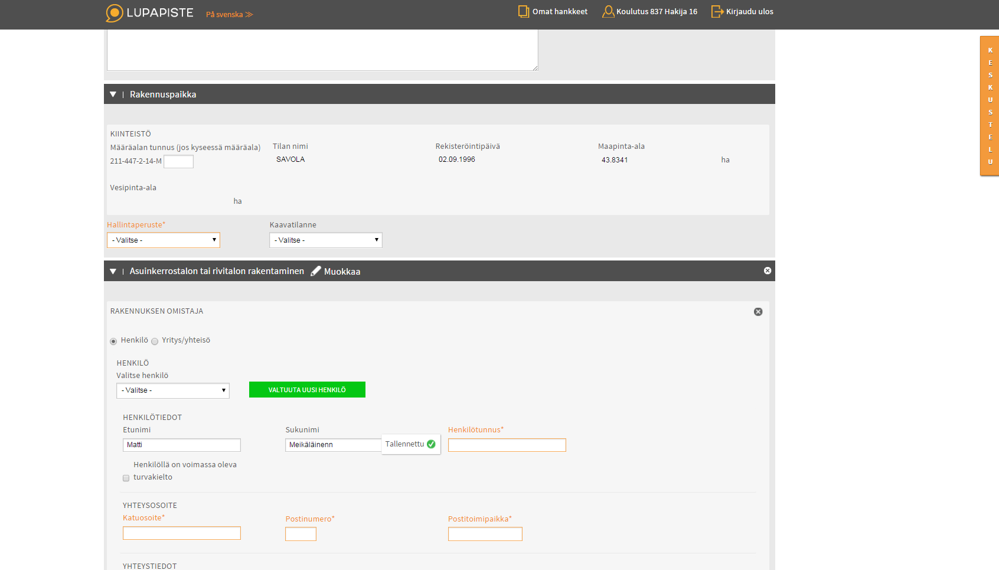 LUPAPISTE På svenska >> Omat hankkeet Koulutus 837 Hakija 16 Kirjaudu ulos
KESKUSTELU
Rakennuspaikka
KIINTEISTÖ
Määräalan tunnus (jos kyseessä määräala) Tilan nimi Rekisteröintipäivä Maapinta-ala
211-447-2-14-M SAVOLA 02.09.1996 43.8341 ha
Vesipinta-ala
ha
Hallintaperuste* Kaavatilanne
- Valitse - - Valitse -
Asuinkerrostalon tai rivitalon rakentaminen Muokkaa
RAKENNUKSEN OMISTAJA
Henkilö Yritys/yhteisö
HENKILÖ
Valitse henkilö
- Valitse - VALTUUTA UUSI HENKILÖ
HENKILÖTIEDOT
Etunimi Sukunimi Henkilötunnus*
Matti Meikäläinenn Tallennettu
Henkilöllä on voimassa oleva
turvakielto
YHTEYSOSOITE
Katuosoite* Postinumero* Postitoimipaikka*
YHTEYSTIEDOT